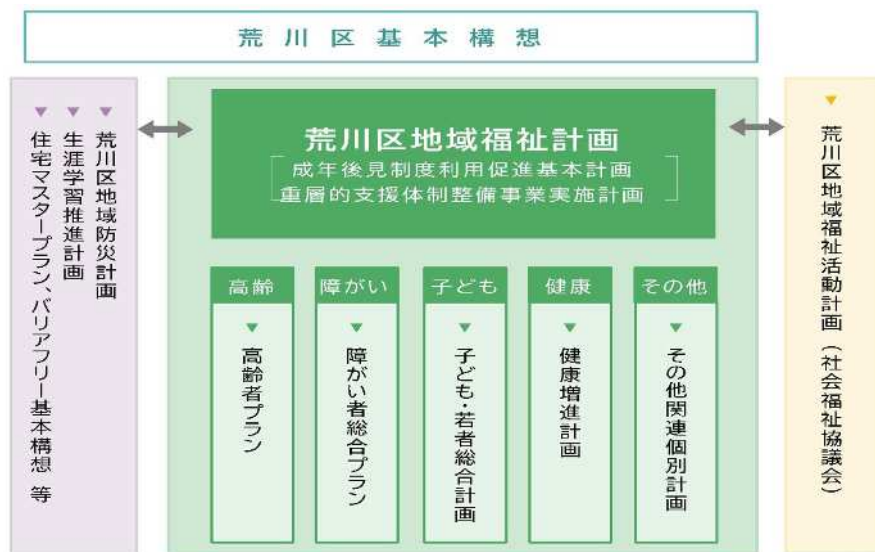 荒川区基本構想
▼荒川区地域防災計画
▼生涯学習推進計画
▼住宅マスタープラン、バリアフリー基本構想 等
荒川区地域福祉計画
成年後見制度利用促進基本計画
重層的支援体制整備事業実施計画
高齢
▼高齢者プラン
障がい
▼障がい者総合プラン
子ども
▼子ども・若者総合計画
健康
▼健康増進計画
その他
▼その他関連個別計画
▼荒川区地域福祉活動計画（社会福祉協議会）